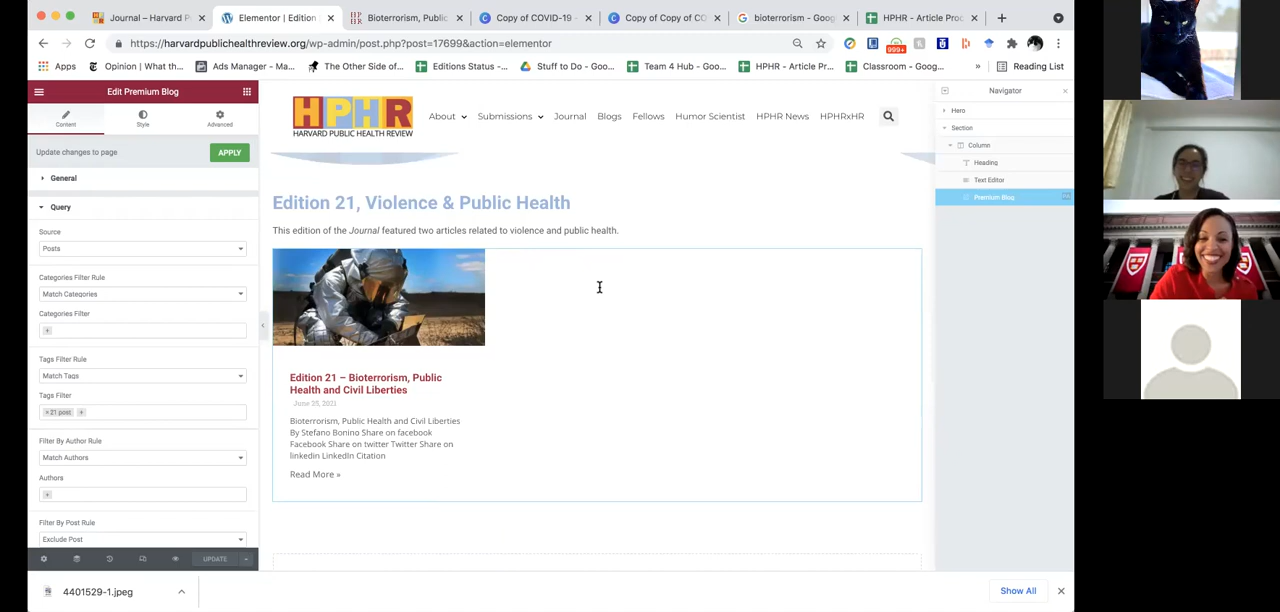 Journal – Harvard P
Elementor | Edition
Bioterrorism, Public
Copy of COVID-19 -
Copy of Copy of CO
bioterrorism - Goog
HPHR - Article Proc
https://harvardpublichealthreview.org/wp-admin/post.php?post=17699&action=elementor
999+
Apps
Opinion | What th...
Ads Manager - Ma...
The Other Side of...
Editions Status -...
Stuff to Do – Goo...
Team 4 Hub - Goo...
HPHR - Article Pr...
Classroom - Goog...
»
Reading List
Edit Premium Blog
Content
Style
Advanced
Update changes to page
APPLY
General
Query
Source
Posts
Categories Filter Rule
Match Categories
Categories Filter
+
Tags Filter Rule
Match Tags
Tags Filter
× 21 post +
Filter By Author Rule
Match Authors
Authors
+
Filter By Post Rule
Exclude Post
UPDATE
HPHR
HARVARD PUBLIC HEALTH REVIEW
About
Submissions
Journal
Blogs
Fellows
Humor Scientist
HPHR News
HPHRxHR
Edition 21, Violence & Public Health
This edition of the Journal featured two articles related to violence and public health.
Edition 21 – Bioterrorism, Public
Health and Civil Liberties
June 25, 2021
Bioterrorism, Public Health and Civil Liberties
By Stefano Bonino Share on facebook
Facebook Share on twitter Twitter Share on
linkedin LinkedIn Citation
Read More »
Navigator
Hero
Section
Column
Heading
Text Editor
Premium Blog
4401529-1.jpeg
Show All